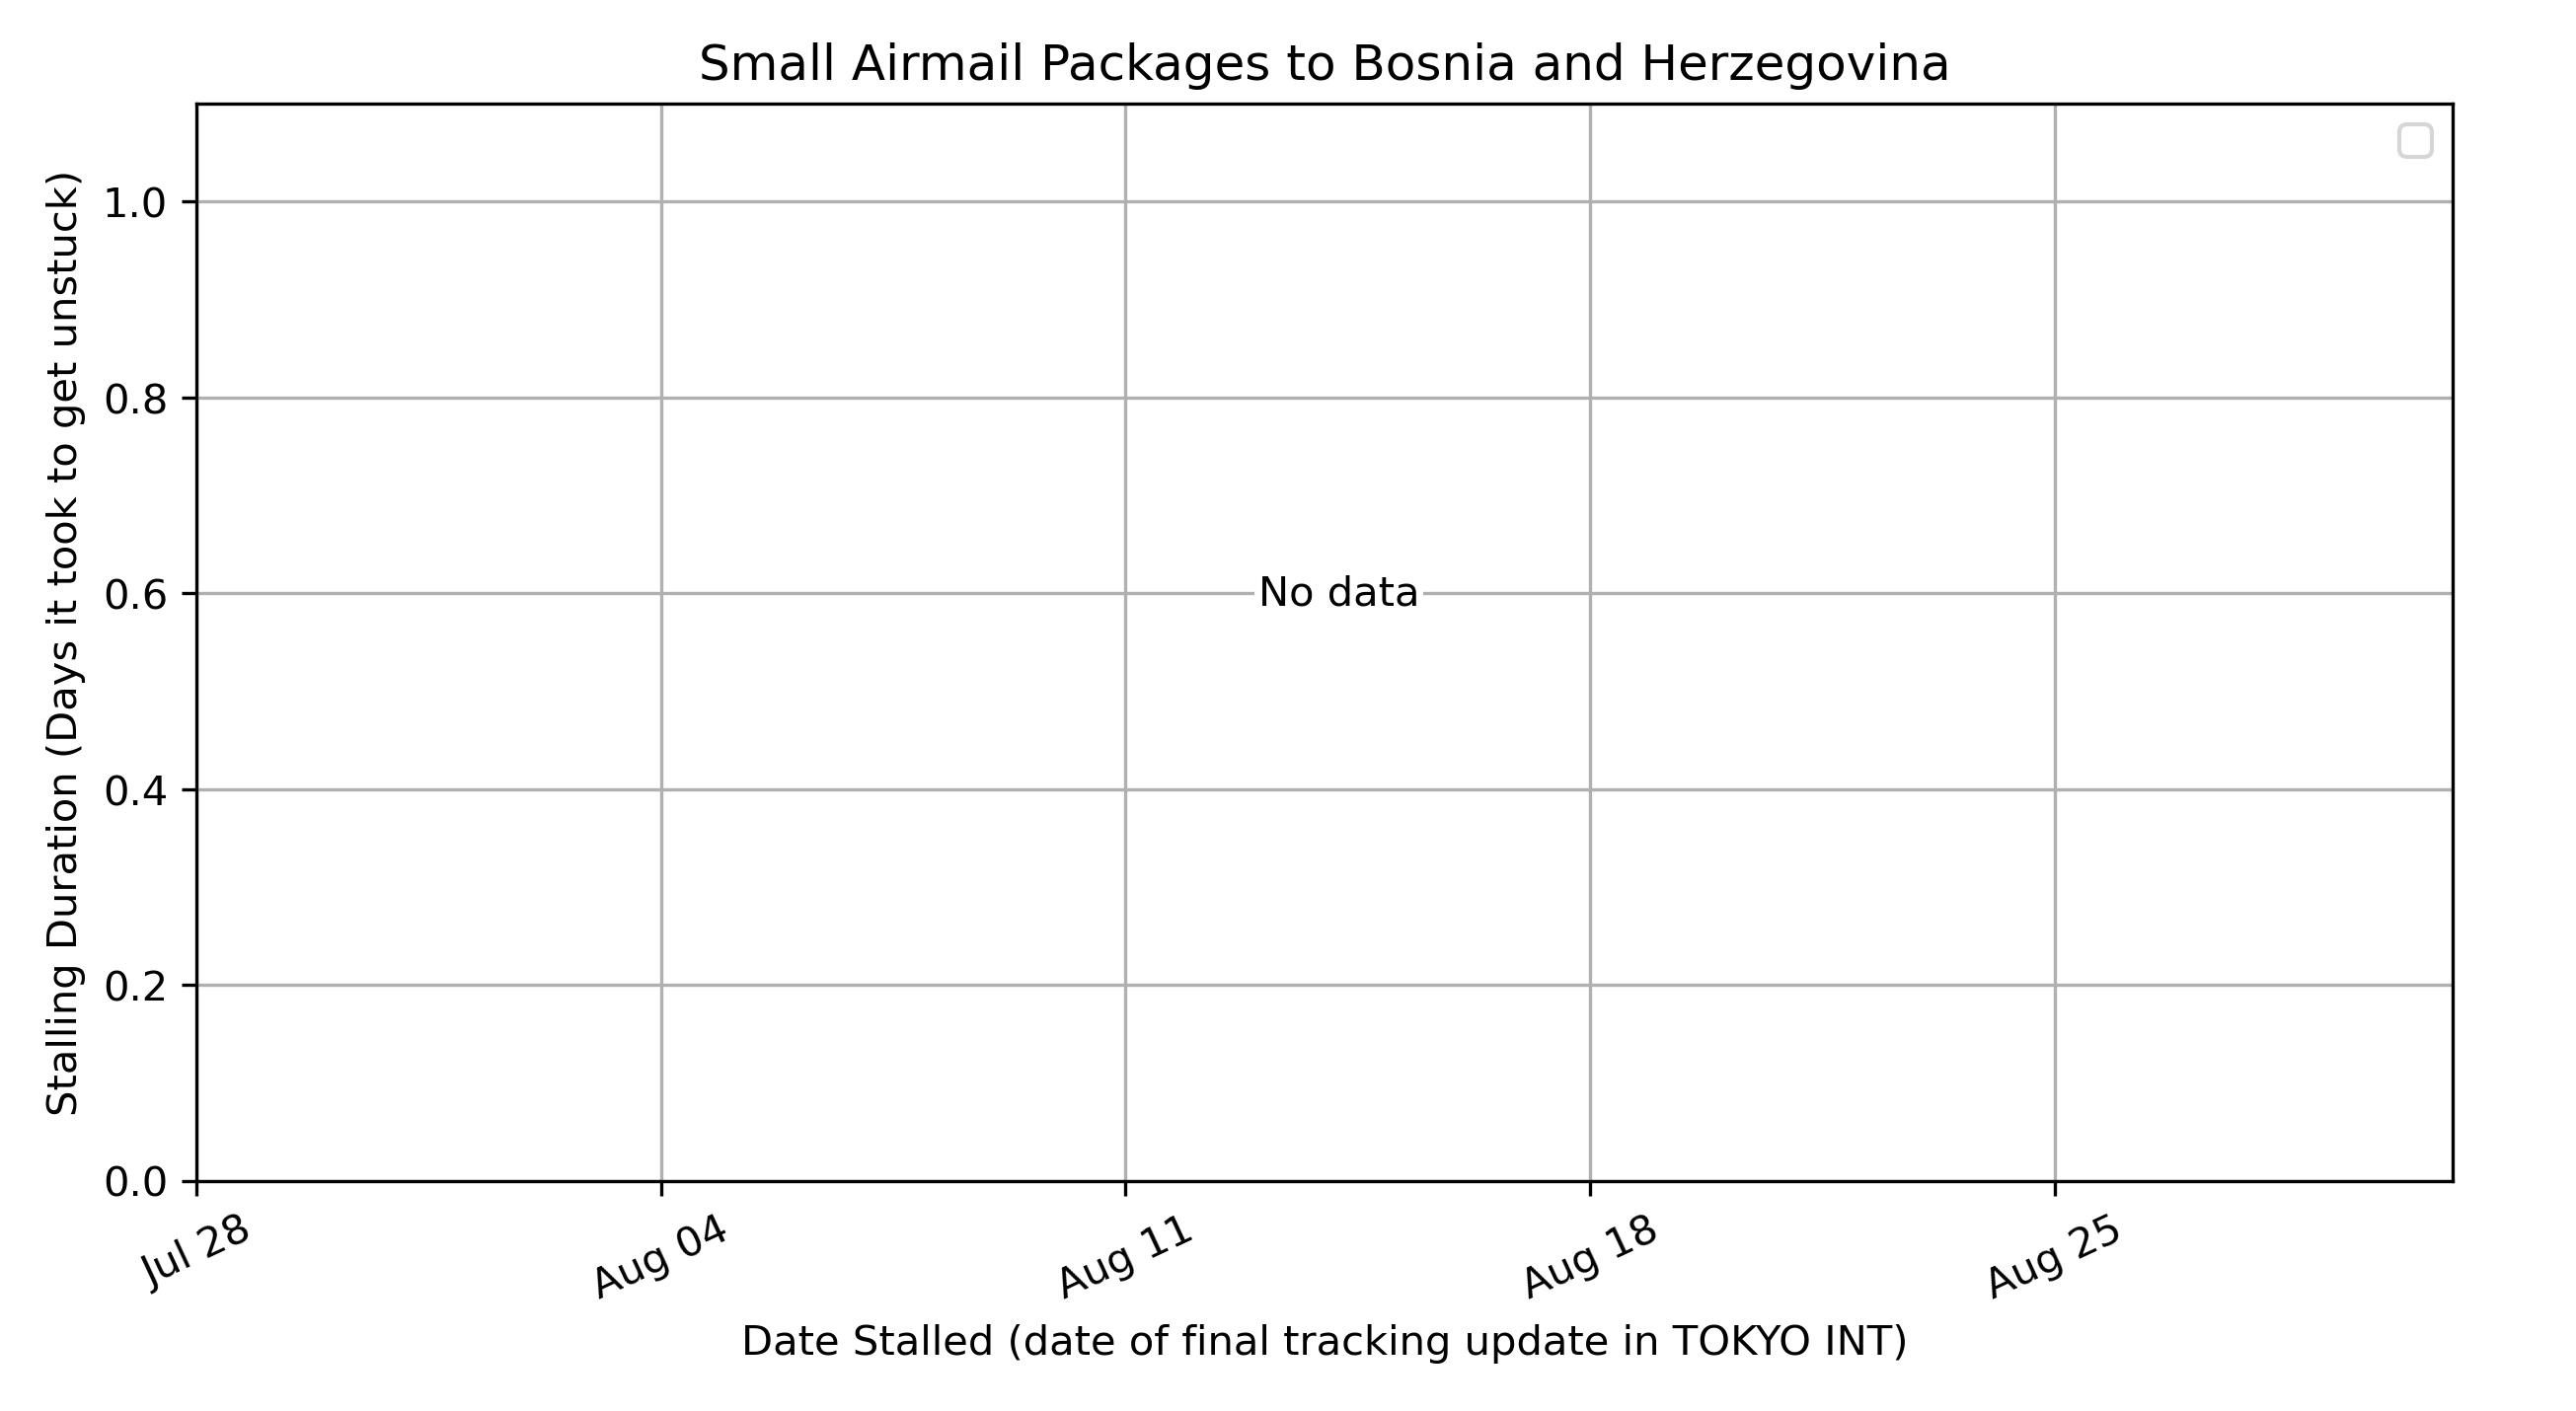 Small Airmail Packages to Bosnia and Herzegovina
Stalling Duration (Days it took to get unstuck)
1.0
0.8
0.6
0.4
0.2
0.0
No data
Jul 28
Aug 04
Aug 11
Aug 18
Aug 25
Date Stalled (date of final tracking update in TOKYO INT)